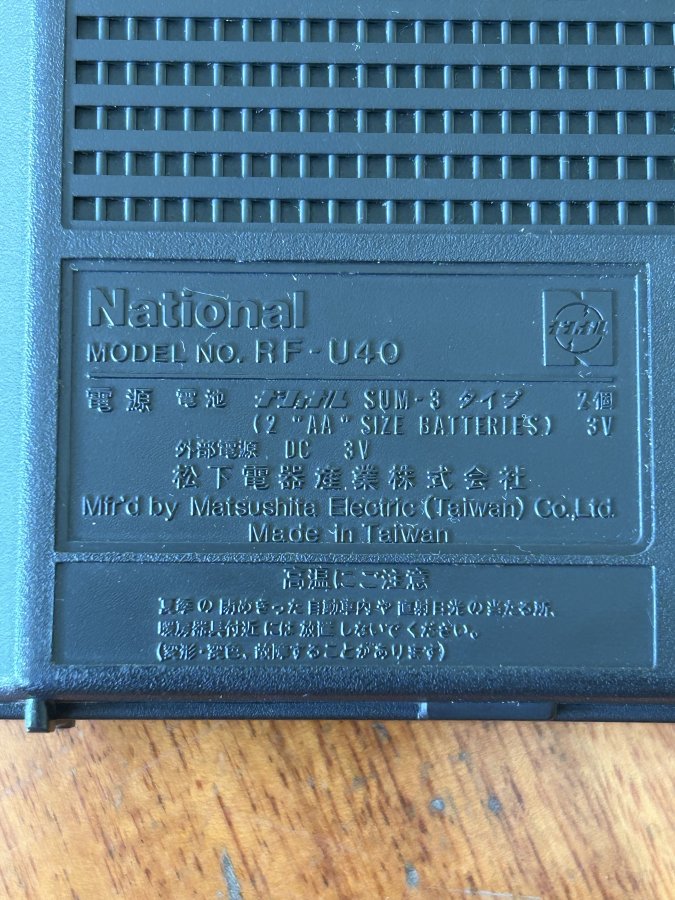 National
ナショナル
MODEL NO. RF-U40
電源 電池 ナショナル SUM-3 タイプ 2個
(2 "AA" SIZE BATTERIES) 3V
外部電源 DC 3V
松下電器産業株式会社
Mfr'd by Matsushita Electric (Taiwan) Co., Ltd.
Made in Taiwan
高温にご注意
夏季の閉めきった自動車内や直射日光の当たる所、
暖房器具付近には放置しないでください。
(変形・変色、故障することがあります)